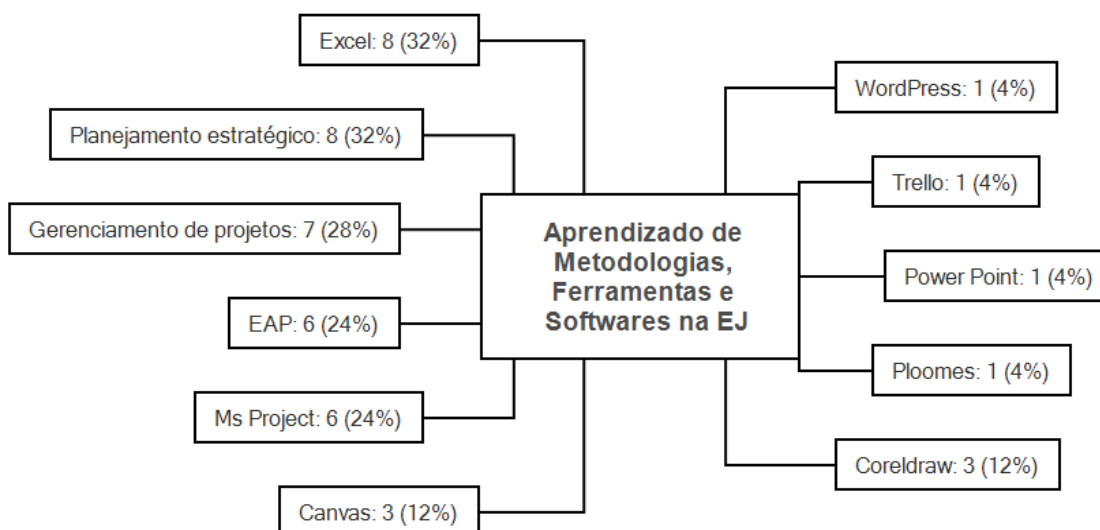 Excel: 8 (32%)
Planejamento estratégico: 8 (32%)
Gerenciamento de projetos: 7 (28%)
EAP: 6 (24%)
Ms Project: 6 (24%)
Canvas: 3 (12%)
Aprendizado de
Metodologias,
Ferramentas e
Softwares na EJ
WordPress: 1 (4%)
Trello: 1 (4%)
Power Point: 1 (4%)
Ploomes: 1 (4%)
Coreldraw: 3 (12%)